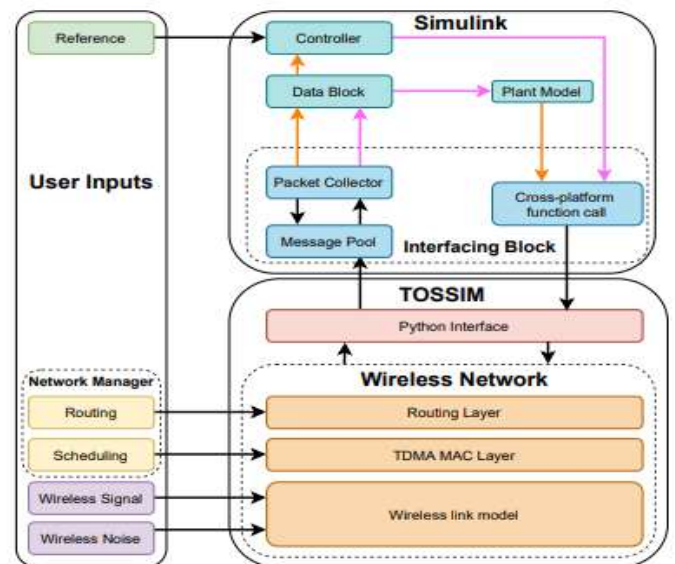 Simulink
Reference
Controller
Data Block
Plant Model
User Inputs
Packet Collector
Cross-platform
function call
Message Pool
Interfacing Block
TOSSIM
Python Interface
Network Manager
Wireless Network
Routing
Routing Layer
Scheduling
TDMA MAC Layer
Wireless Signal
Wireless link model
Wireless Noise